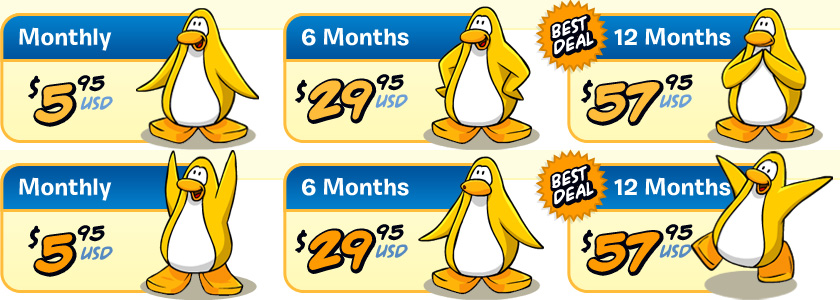 Monthly
$5.95 USD
6 Months
$29.95 USD
BEST DEAL
12 Months
$57.95 USD
Monthly
$5.95 USD
6 Months
$29.95 USD
BEST DEAL
12 Months
$57.95 USD